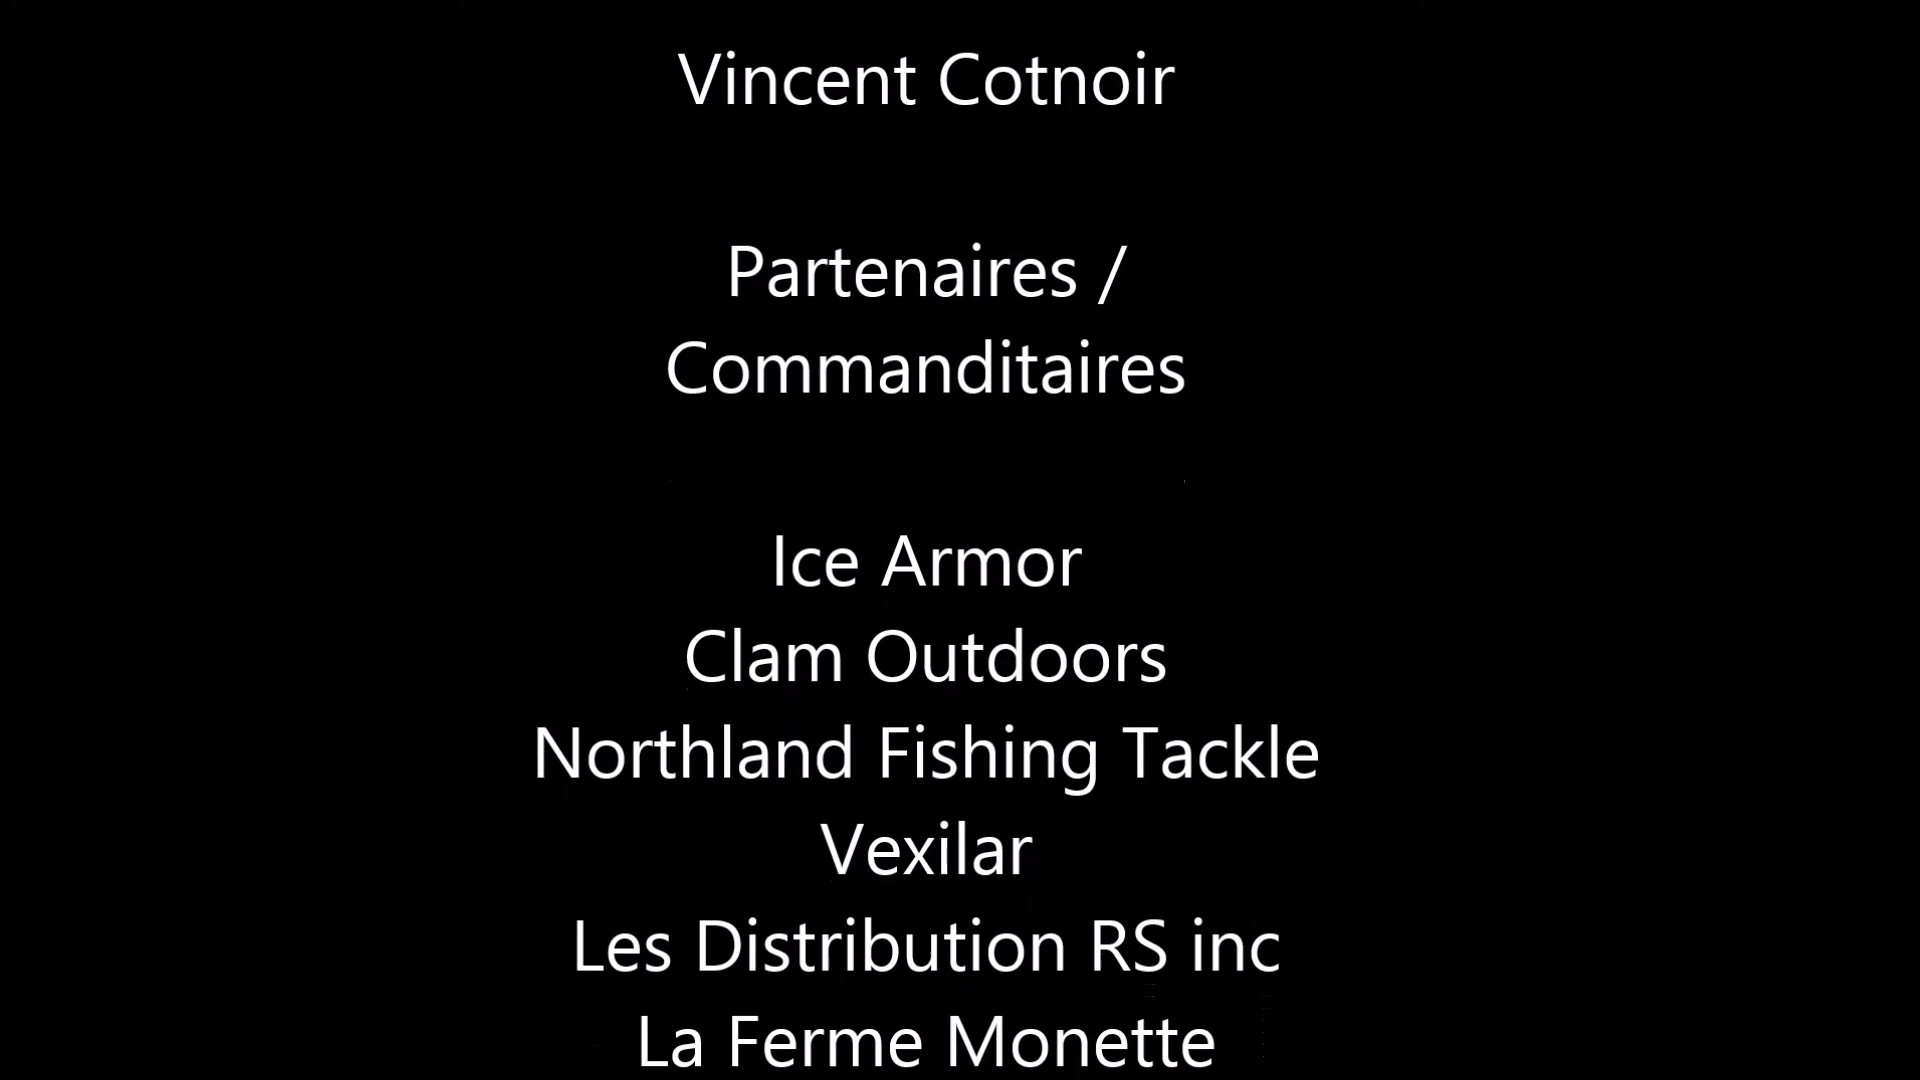 Vincent Cotnoir
Partenaires /
Commanditaires
Ice Armor
Clam Outdoors
Northland Fishing Tackle
Vexilar
Les Distribution RS inc
La Ferme Monette